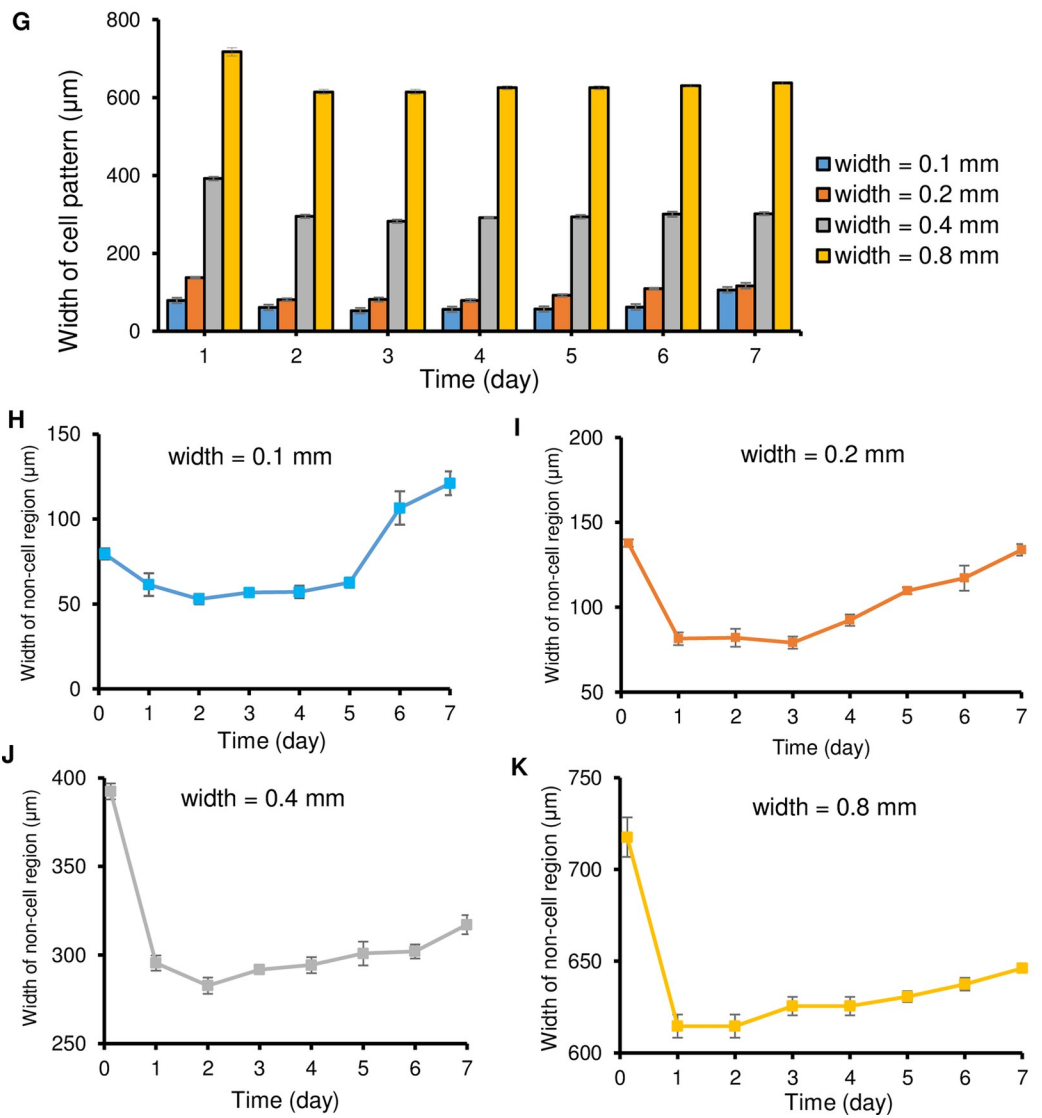 G
Width of cell pattern (µm)
800
600
400
200
0
1 2 3 4 5 6 7
Time (day)
width = 0.1 mm
width = 0.2 mm
width = 0.4 mm
width = 0.8 mm
H
width = 0.1 mm
Width of non-cell region (µm)
150
100
50
0
0 1 2 3 4 5 6 7
Time (day)
I
width = 0.2 mm
Width of non-cell region (µm)
200
150
100
50
0 1 2 3 4 5 6 7
Time (day)
J
width = 0.4 mm
Width of non-cell region (µm)
400
350
300
250
0 1 2 3 4 5 6 7
Time (day)
K
width = 0.8 mm
Width of non-cell region (µm)
750
700
650
600
0 1 2 3 4 5 6 7
Time (day)